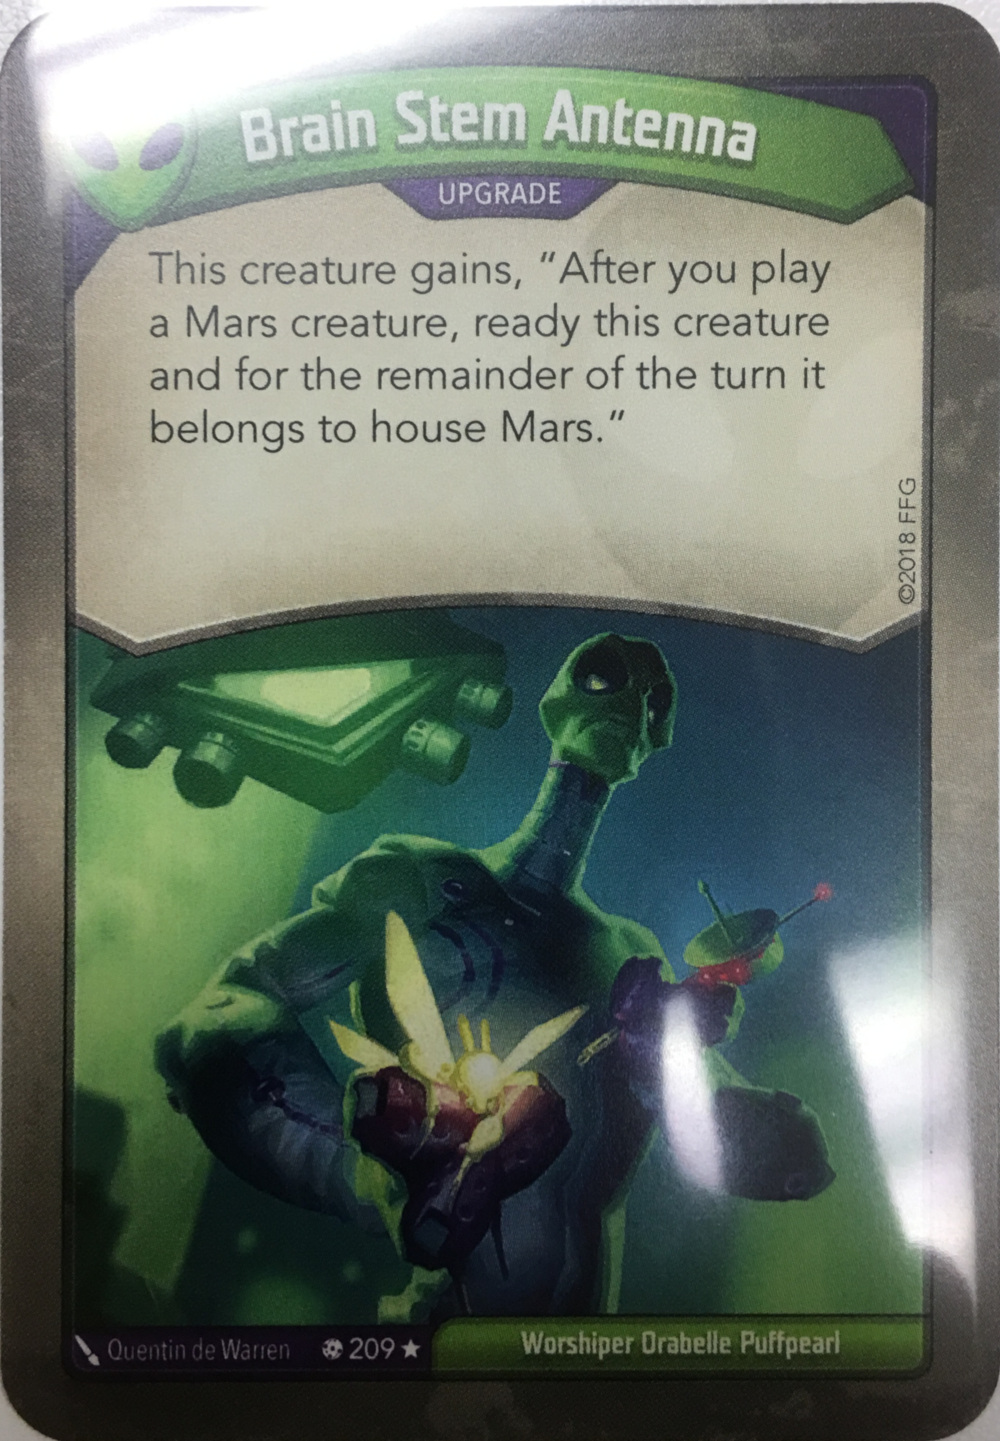 Brain Stem Antenna
UPGRADE
This creature gains, “After you play
a Mars creature, ready this creature
and for the remainder of the turn it
belongs to house Mars.”
©2018 FFG
Quentin de Warren
209★
Worshiper Orabelle Puffpearl